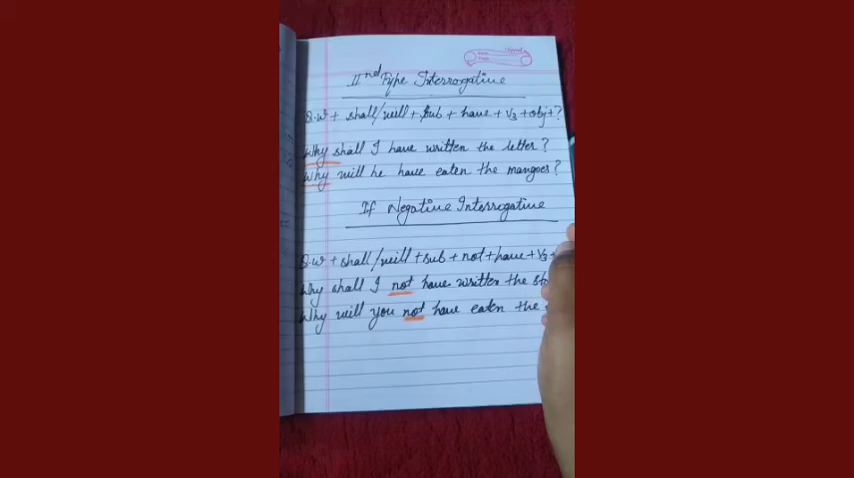 IInd Type Interrogative
Q.W + shall/will + sub + have + V3 + obj + ?
Why shall I have written the letter?
Why will he have eaten the mangoes?
If Negative Interrogative
Q.W + shall/will + sub + not + have + V3 +
Why shall I not have written the
Why will you not have eaten the